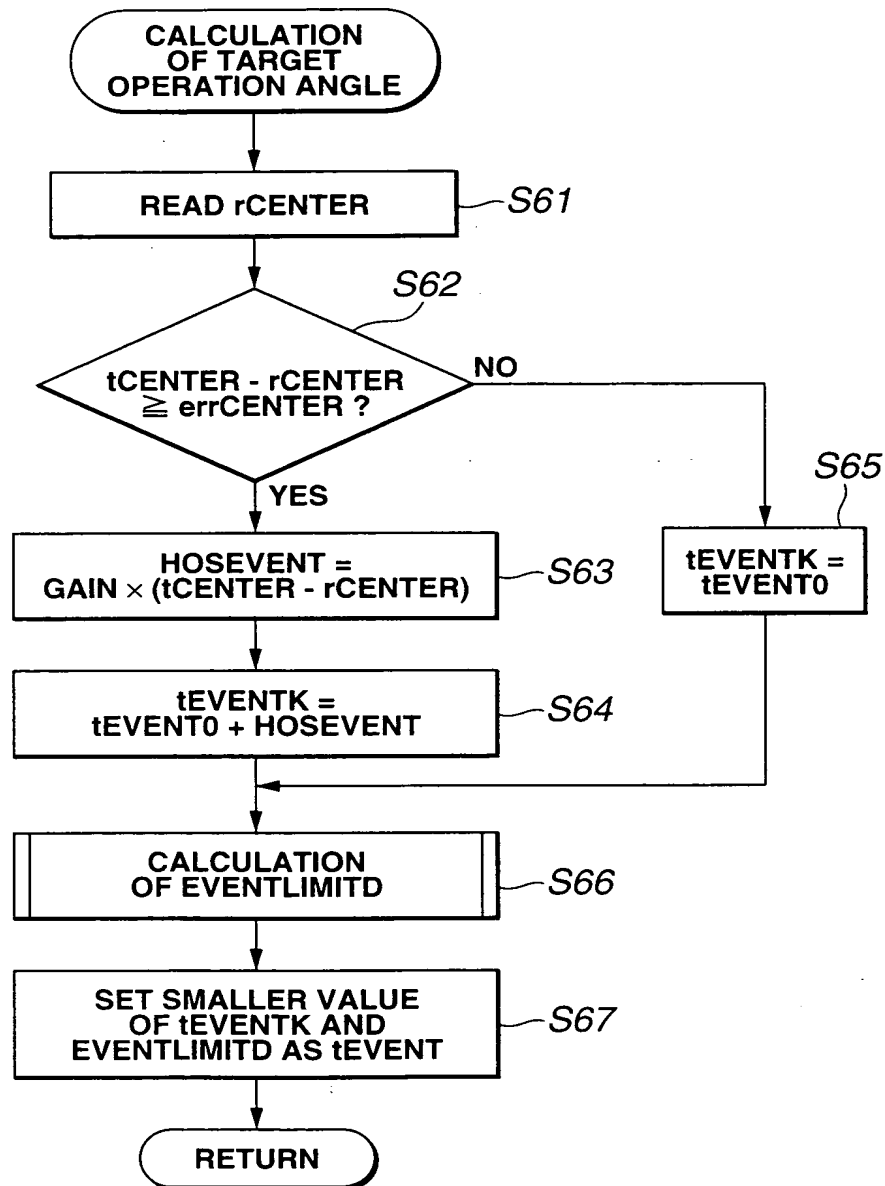 CALCULATION
OF TARGET
OPERATION ANGLE
READ rCENTER
S61
S62
tCENTER - rCENTER
≧ errCENTER ?
NO
YES
S65
HOSEVENT =
GAIN × (tCENTER - rCENTER)
S63
tEVENTK =
tEVENT0
tEVENTK =
tEVENT0 + HOSEVENT
S64
CALCULATION
OF EVENTLIMITD
S66
SET SMALLER VALUE
OF tEVENTK AND
EVENTLIMITD AS tEVENT
S67
RETURN